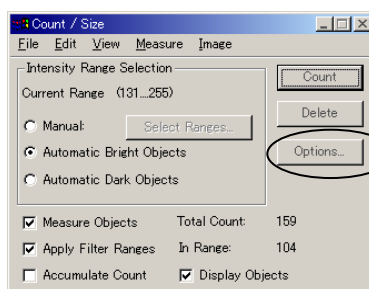 Count / Size
File Edit View Measure Image
Intensity Range Selection
Current Range (131...255)
Manual: Select Ranges...
Automatic Bright Objects
Automatic Dark Objects
Count
Delete
Options...
Measure Objects Total Count: 159
Apply Filter Ranges In Range: 104
Accumulate Count Display Objects